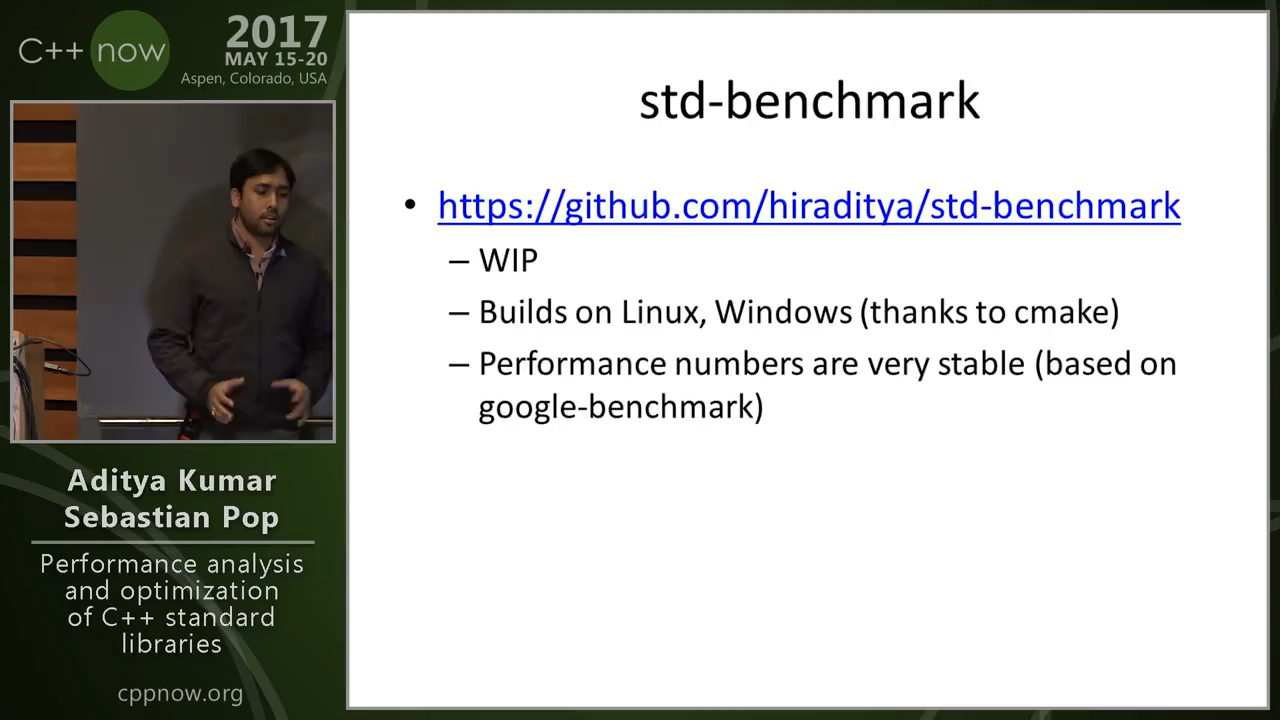 C++ now
2017
MAY 15-20
Aspen, Colorado, USA
std-benchmark
• https://github.com/hiraditya/std-benchmark
– WIP
– Builds on Linux, Windows (thanks to cmake)
– Performance numbers are very stable (based on
google-benchmark)
Aditya Kumar
Sebastian Pop
Performance analysis
and optimization
of C++ standard
libraries
cppnow.org